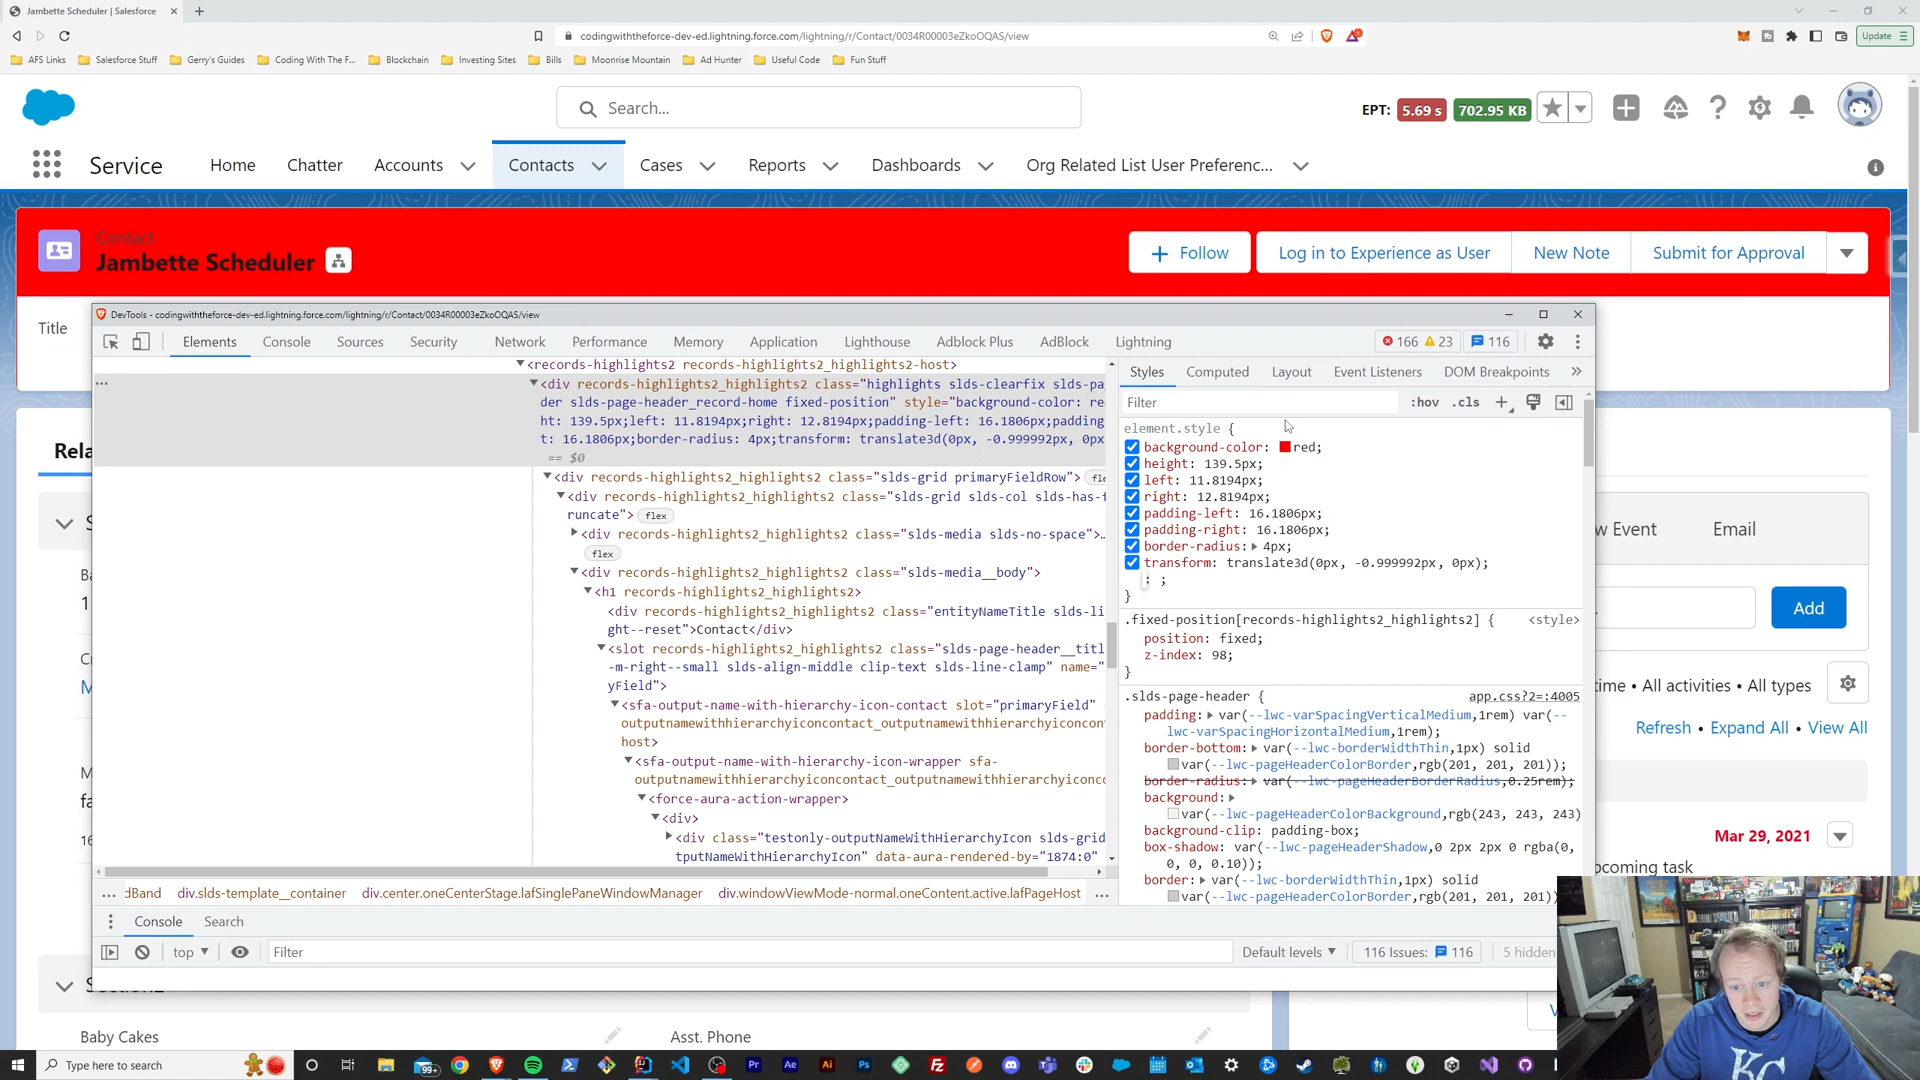 Jambette Scheduler | Salesforce
codingwiththeforce-dev-ed.lightning.force.com/lightning/r/Contact/0034R00003eZkoOQAS/view
Update
AFS Links Salesforce Stuff Gerry's Guides Coding With The F... Blockchain Investing Sites Bills Moonrise Mountain Ad Hunter Useful Code Fun Stuff
Search...
EPT: 5.69 s 702.95 KB
Service Home Chatter Accounts Contacts Cases Reports Dashboards Org Related List User Preferenc...
Contact
Jambette Scheduler
Follow Log in to Experience as User New Note Submit for Approval
Title
DevTools - codingwiththeforce-dev-ed.lightning.force.com/lightning/r/Contact/0034R00003eZkoOQAS/view
Elements Console Sources Security Network Performance Memory Application Lighthouse Adblock Plus AdBlock Lightning 166 23 116
<records-highlights2 records-highlights2_highlights2-host>
<div records-highlights2_highlights2 class="highlights slds-clearfix slds-pa
der slds-page-header_record-home fixed-position" style="background-color: re
ht: 139.5px;left: 11.8194px;right: 12.8194px;padding-left: 16.1806px;padding
t: 16.1806px;border-radius: 4px;transform: translate3d(0px, -0.999992px, 0px
== $0
<div records-highlights2_highlights2 class="slds-grid primaryFieldRow"> fle
<div records-highlights2_highlights2 class="slds-grid slds-col slds-has-f
runcate"> flex
<div records-highlights2_highlights2 class="slds-media slds-no-space">…
flex
<div records-highlights2_highlights2 class="slds-media__body">
<h1 records-highlights2_highlights2>
<div records-highlights2_highlights2 class="entityNameTitle slds-li
ght--reset">Contact</div>
<slot records-highlights2_highlights2 class="slds-page-header__titl
-m-right--small slds-align-middle clip-text slds-line-clamp" name="
yField">
<sfa-output-name-with-hierarchy-icon-contact slot="primaryField"
outputnamewithhierarchyiconcontact_outputnamewithhierarchyiconcont
host>
<sfa-output-name-with-hierarchy-icon-wrapper sfa-
outputnamewithhierarchyiconcontact_outputnamewithhierarchyiconcont
<force-aura-action-wrapper>
<div>
<div class="testonly-outputNameWithHierarchyIcon slds-grid
tputNameWithHierarchyIcon" data-aura-rendered-by="1874:0"
... dBand div.slds-template__container div.center.oneCenterStage.lafSinglePaneWindowManager div.windowViewMode-normal.oneContent.active.lafPageHost ...
Styles Computed Layout Event Listeners DOM Breakpoints
Filter :hov .cls
element.style {
background-color: red;
height: 139.5px;
left: 11.8194px;
right: 12.8194px;
padding-left: 16.1806px;
padding-right: 16.1806px;
border-radius: 4px;
transform: translate3d(0px, -0.999992px, 0px);
: ;
}
.fixed-position[records-highlights2_highlights2] { <style>
position: fixed;
z-index: 98;
}
.slds-page-header { app.css?2=:4005
padding: var(--lwc-varSpacingVerticalMedium,1rem) var(--
lwc-varSpacingHorizontalMedium,1rem);
border-bottom: var(--lwc-borderWidthThin,1px) solid
var(--lwc-pageHeaderColorBorder,rgb(201, 201, 201));
border-radius: var(--lwc-pageHeaderBorderRadius,0.25rem);
background:
var(--lwc-pageHeaderColorBackground,rgb(243, 243, 243)
background-clip: padding-box;
box-shadow: var(--lwc-pageHeaderShadow,0 2px 2px 0 rgba(0,
0, 0, 0.10));
border: var(--lwc-borderWidthThin,1px) solid
var(--lwc-pageHeaderColorBorder,rgb(201, 201, 201))
Console Search
top Filter Default levels 116 Issues: 116 5 hidden
Rela
w Event Email
Add
time • All activities • All types
Refresh • Expand All • View All
Mar 29, 2021
pcoming task
Baby Cakes Asst. Phone
Type here to search
99+
Pr Ae Ai Ps
KC